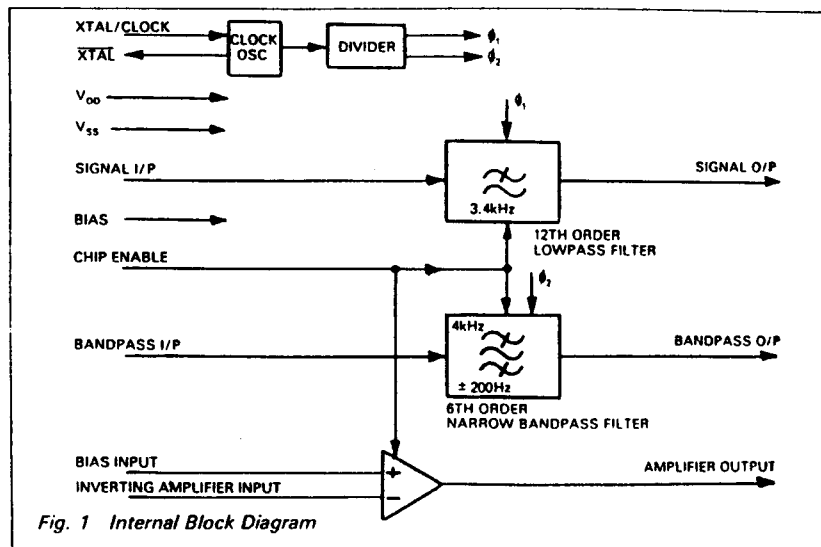 XTAL/CLOCK
XTAL
CLOCK
OSC
DIVIDER
ϕ₁
ϕ₂
V_DD
V_SS
ϕ₁
SIGNAL I/P
3.4kHz
SIGNAL O/P
BIAS
12TH ORDER
LOWPASS FILTER
CHIP ENABLE
ϕ₂
BANDPASS I/P
4kHz
± 200Hz
BANDPASS O/P
6TH ORDER
NARROW BANDPASS FILTER
BIAS INPUT
+
INVERTING AMPLIFIER INPUT
−
AMPLIFIER OUTPUT
Fig. 1 Internal Block Diagram